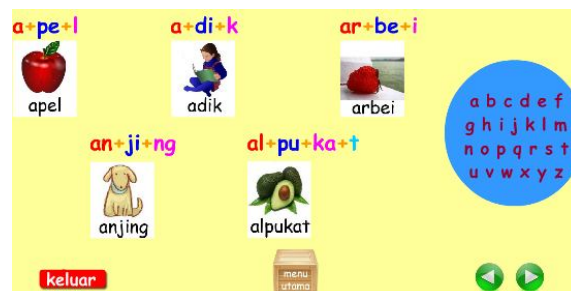 a+pe+l
a+di+k
ar+be+i
apel
adik
arbei
an+ji+ng
al+pu+ka+t
anjing
alpukat
a b c d e f
g h i j k l m
n o p q r s t
u v w x y z
keluar
menu
utama